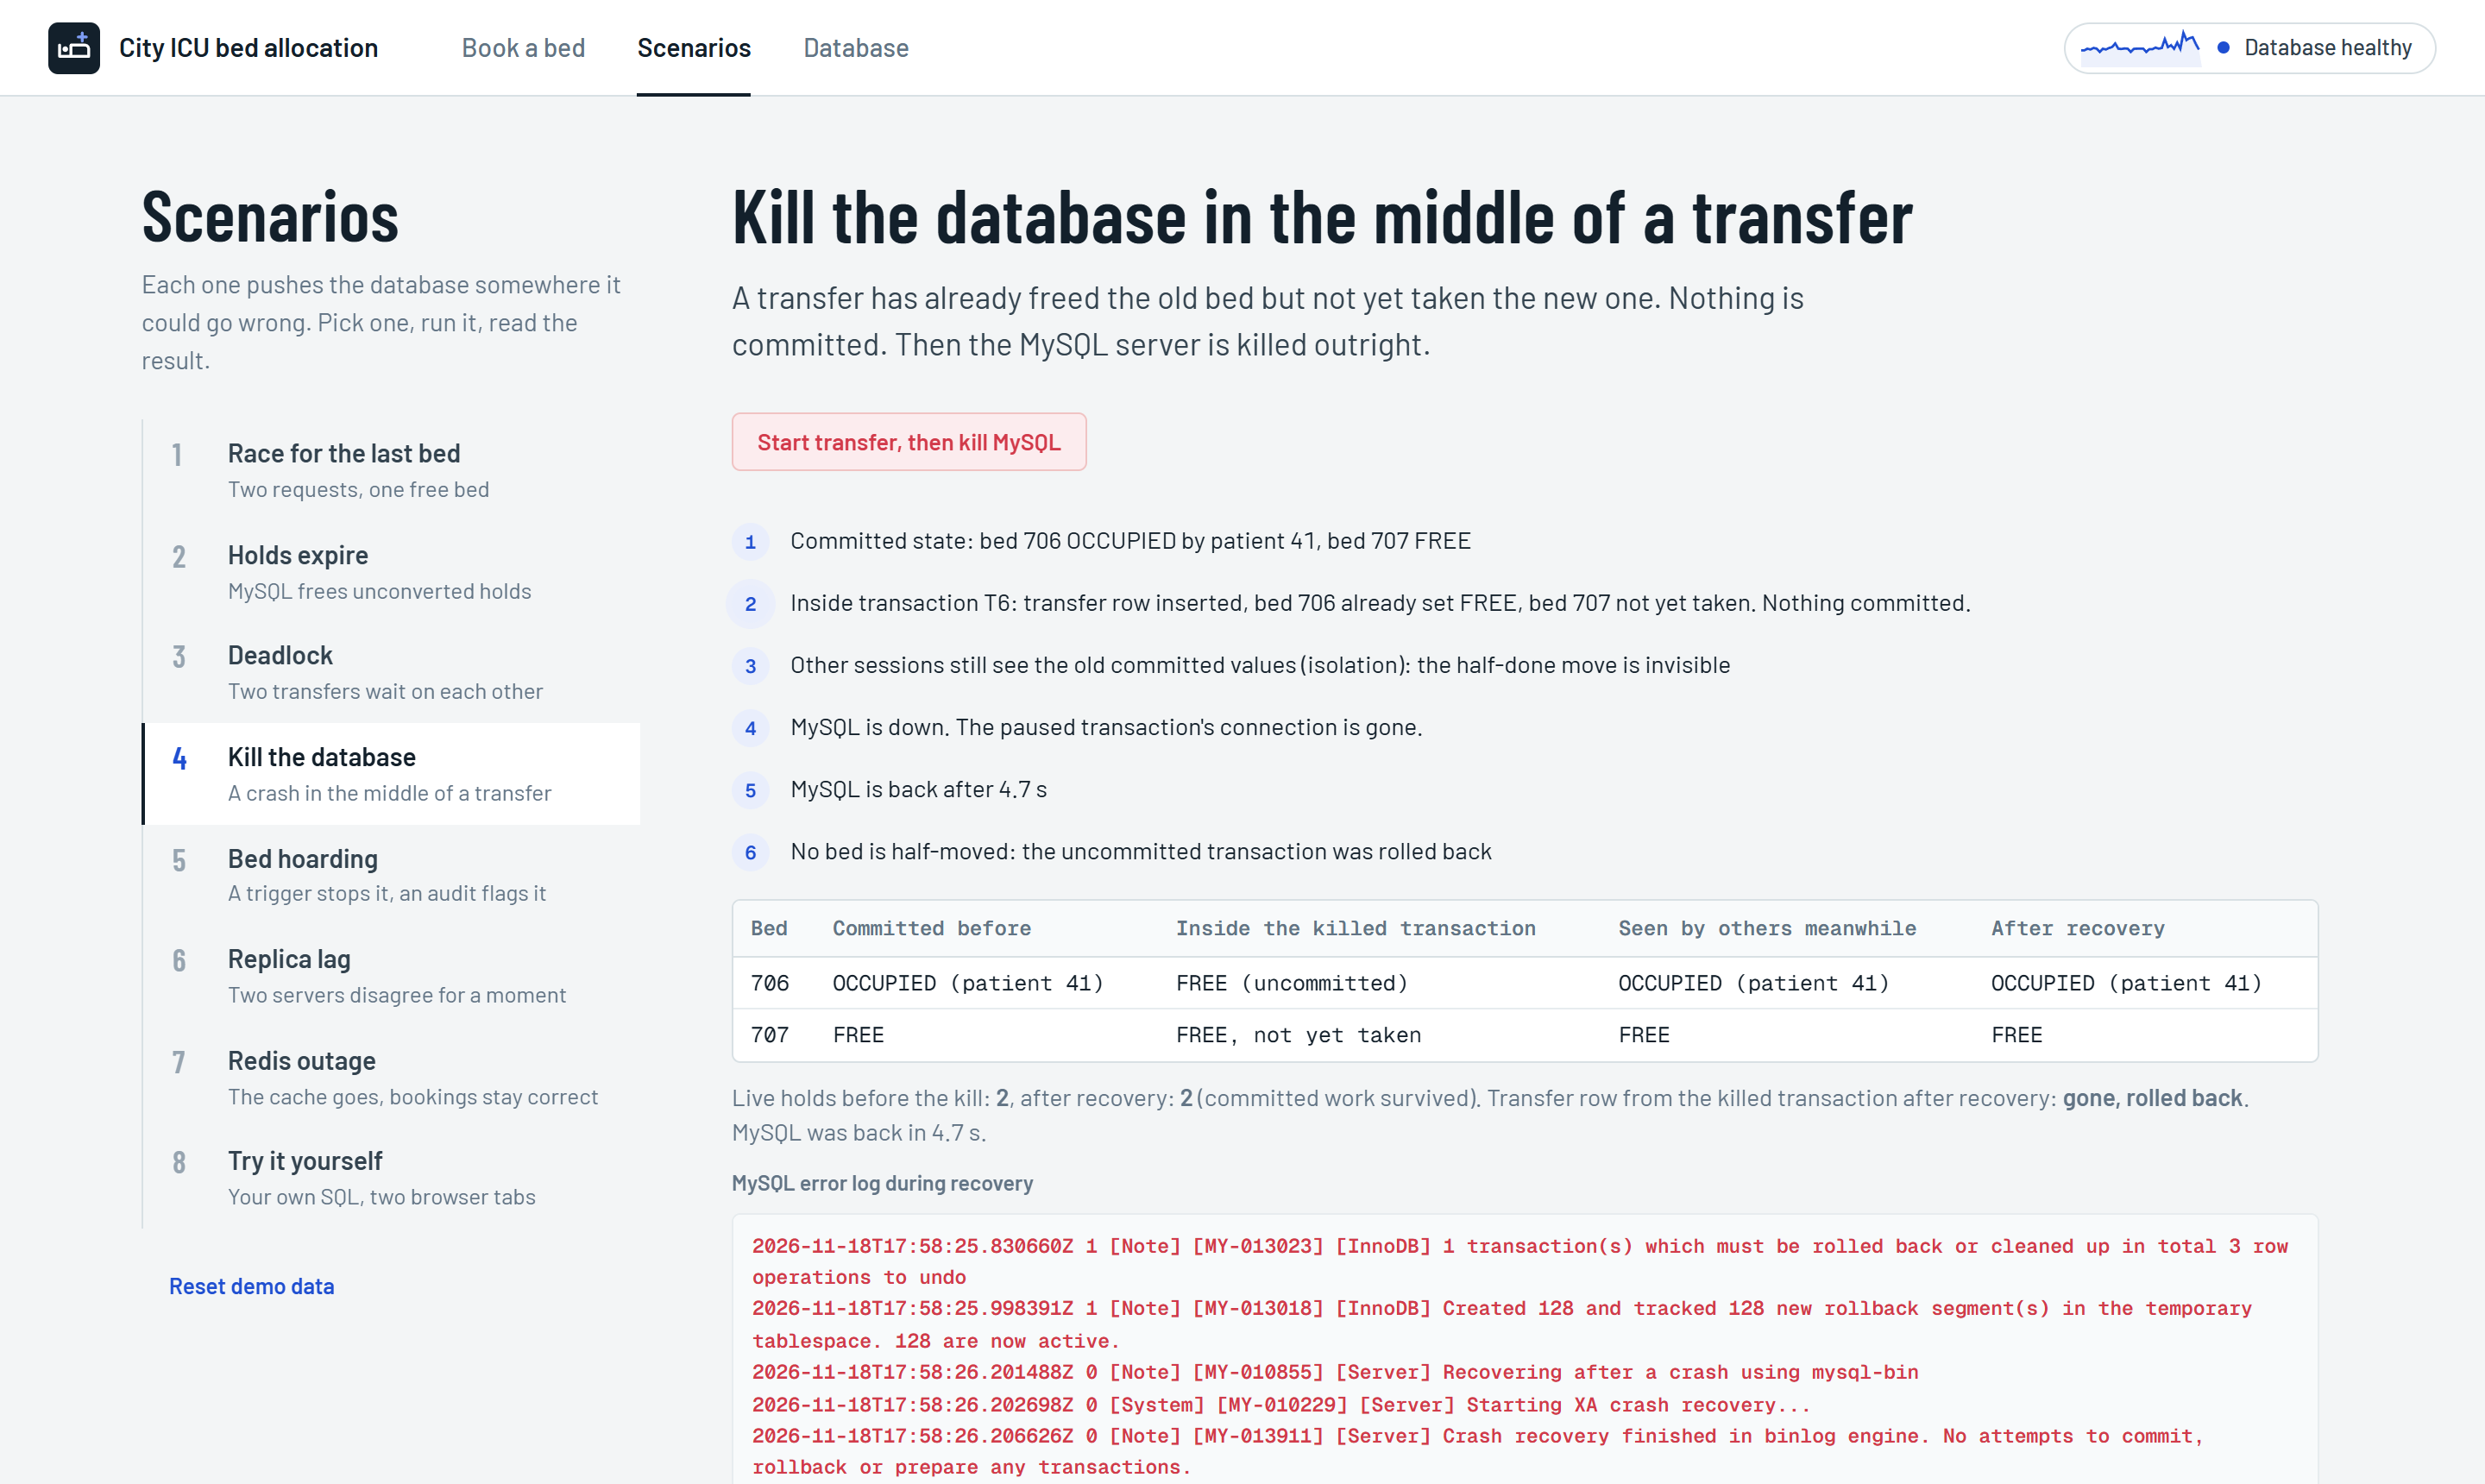 City ICU bed allocation
Book a bed
Scenarios
Database
Database healthy
Scenarios
Each one pushes the database somewhere it
could go wrong. Pick one, run it, read the
result.
1 Race for the last bed
Two requests, one free bed
2 Holds expire
MySQL frees unconverted holds
3 Deadlock
Two transfers wait on each other
4 Kill the database
A crash in the middle of a transfer
5 Bed hoarding
A trigger stops it, an audit flags it
6 Replica lag
Two servers disagree for a moment
7 Redis outage
The cache goes, bookings stay correct
8 Try it yourself
Your own SQL, two browser tabs
Reset demo data
Kill the database in the middle of a transfer
A transfer has already freed the old bed but not yet taken the new one. Nothing is
committed. Then the MySQL server is killed outright.
Start transfer, then kill MySQL
1 Committed state: bed 706 OCCUPIED by patient 41, bed 707 FREE
2 Inside transaction T6: transfer row inserted, bed 706 already set FREE, bed 707 not yet taken. Nothing committed.
3 Other sessions still see the old committed values (isolation): the half-done move is invisible
4 MySQL is down. The paused transaction's connection is gone.
5 MySQL is back after 4.7 s
6 No bed is half-moved: the uncommitted transaction was rolled back
Bed Committed before Inside the killed transaction Seen by others meanwhile After recovery
706 OCCUPIED (patient 41) FREE (uncommitted) OCCUPIED (patient 41) OCCUPIED (patient 41)
707 FREE FREE, not yet taken FREE FREE
Live holds before the kill: 2, after recovery: 2 (committed work survived). Transfer row from the killed transaction after recovery: gone, rolled back.
MySQL was back in 4.7 s.
MySQL error log during recovery
2026-11-18T17:58:25.830660Z 1 [Note] [MY-013023] [InnoDB] 1 transaction(s) which must be rolled back or cleaned up in total 3 row
operations to undo
2026-11-18T17:58:25.998391Z 1 [Note] [MY-013018] [InnoDB] Created 128 and tracked 128 new rollback segment(s) in the temporary
tablespace. 128 are now active.
2026-11-18T17:58:26.201488Z 0 [Note] [MY-010855] [Server] Recovering after a crash using mysql-bin
2026-11-18T17:58:26.202698Z 0 [System] [MY-010229] [Server] Starting XA crash recovery...
2026-11-18T17:58:26.206626Z 0 [Note] [MY-013911] [Server] Crash recovery finished in binlog engine. No attempts to commit,
rollback or prepare any transactions.